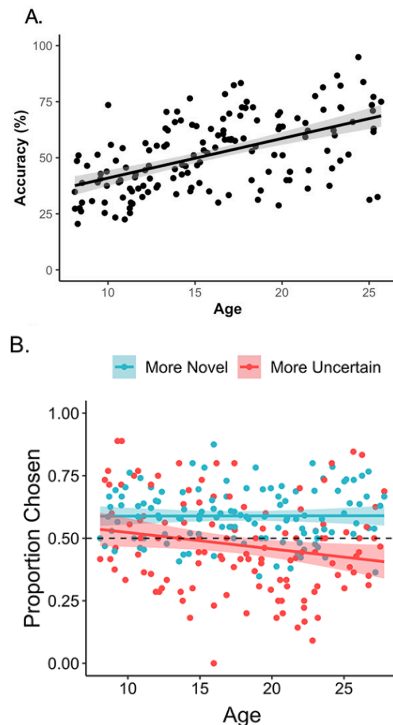 A.
100
75
50
25
0
Accuracy (%)
10 15 20 25
Age
B.
More Novel More Uncertain
1.00
0.75
0.50
0.25
0.00
Proportion Chosen
10 15 20 25
Age